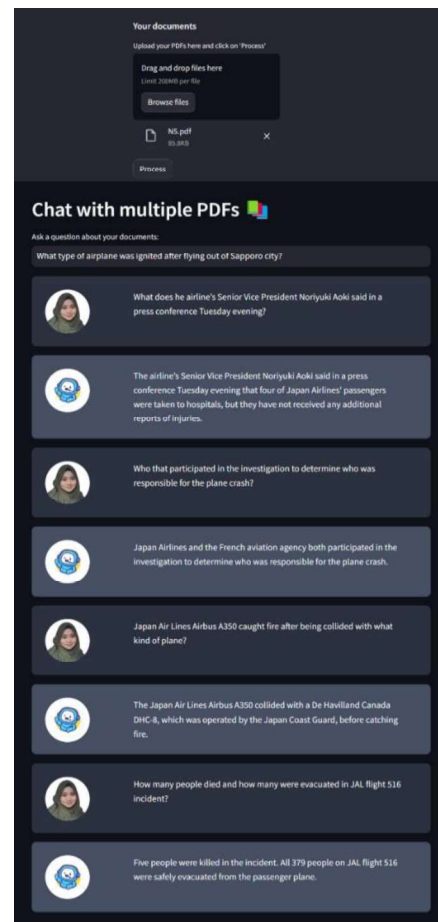 Your documents
Upload your PDFs here and click on 'Process'
Drag and drop files here
Limit 200MB per file
Browse files
N5.pdf
85.8KB
Process
Chat with multiple PDFs
Ask a question about your documents:
What type of airplane was ignited after flying out of Sapporo city?
What does he airline's Senior Vice President Noriyuki Aoki said in a
press conference Tuesday evening?
The airline's Senior Vice President Noriyuki Aoki said in a press
conference Tuesday evening that four of Japan Airlines' passengers
were taken to hospitals, but they have not received any additional
reports of injuries.
Who that participated in the investigation to determine who was
responsible for the plane crash?
Japan Airlines and the French aviation agency both participated in the
investigation to determine who was responsible for the plane crash.
Japan Air Lines Airbus A350 caught fire after being collided with what
kind of plane?
The Japan Air Lines Airbus A350 collided with a De Havilland Canada
DHC-8, which was operated by the Japan Coast Guard, before catching
fire.
How many people died and how many were evacuated in JAL flight 516
incident?
Five people were killed in the incident. All 379 people on JAL flight 516
were safely evacuated from the passenger plane.